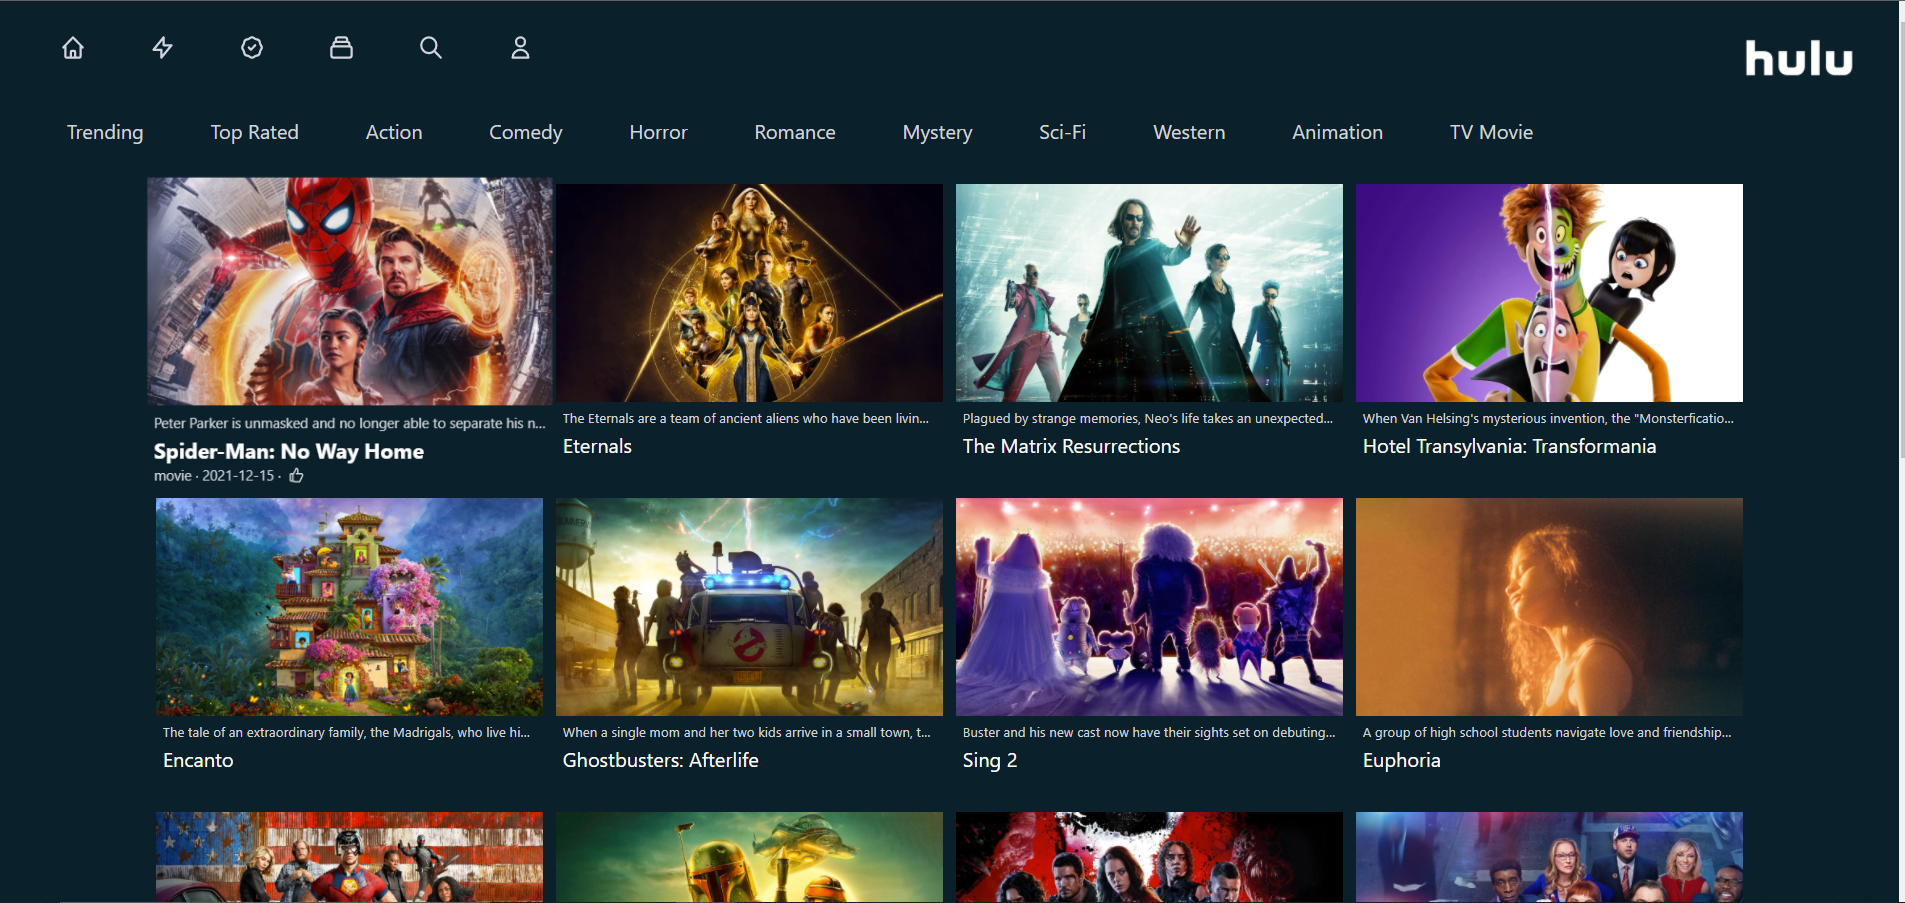 hulu
Trending Top Rated Action Comedy Horror Romance Mystery Sci-Fi Western Animation TV Movie
Peter Parker is unmasked and no longer able to separate his n...
Spider-Man: No Way Home
movie · 2021-12-15 ·
The Eternals are a team of ancient aliens who have been livin...
Eternals
Plagued by strange memories, Neo's life takes an unexpected...
The Matrix Resurrections
When Van Helsing's mysterious invention, the "Monsterficatio...
Hotel Transylvania: Transformania
The tale of an extraordinary family, the Madrigals, who live hi...
Encanto
When a single mom and her two kids arrive in a small town, t...
Ghostbusters: Afterlife
Buster and his new cast now have their sights set on debuting...
Sing 2
A group of high school students navigate love and friendship...
Euphoria